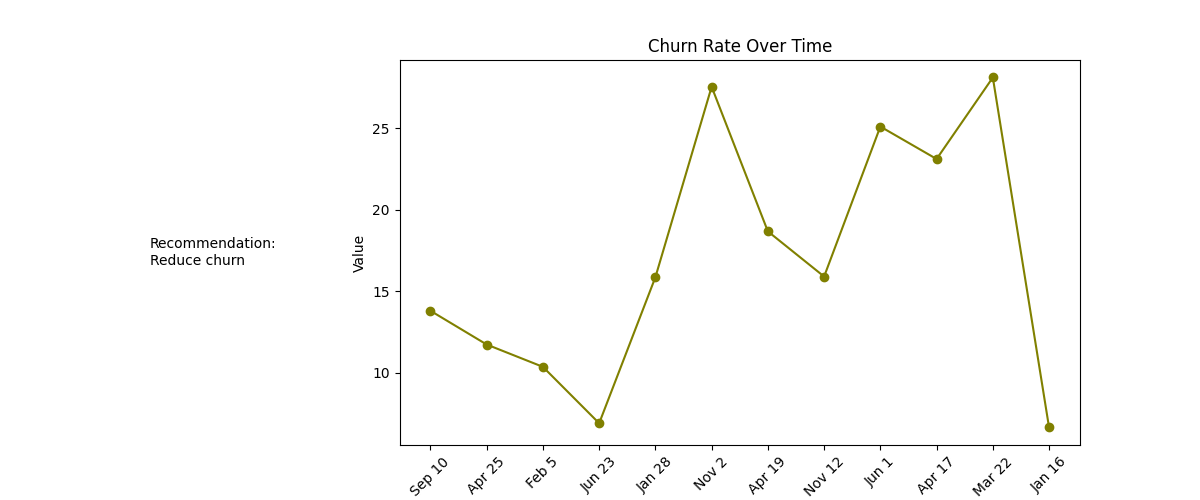 Churn Rate Over Time
Recommendation:
Reduce churn
Value
25
20
15
10
Sep 10
Apr 25
Feb 5
Jun 23
Jan 28
Nov 2
Apr 19
Nov 12
Jun 1
Apr 17
Mar 22
Jan 16